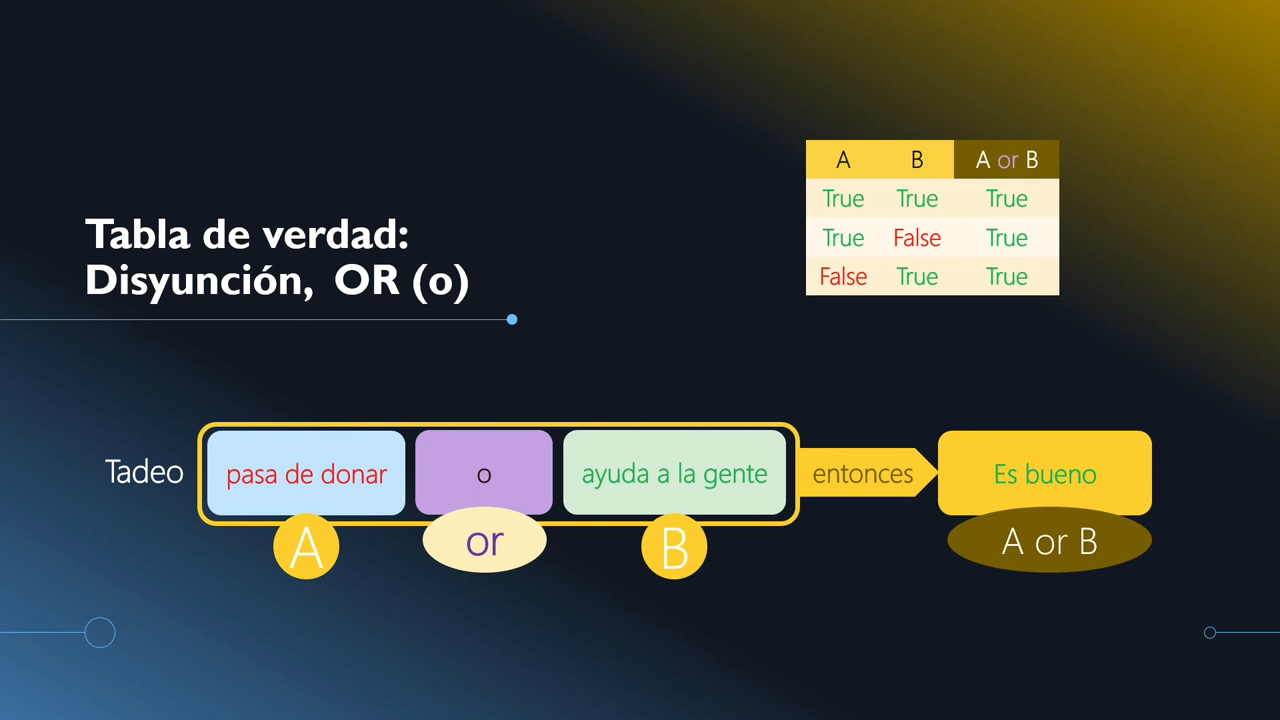 Tabla de verdad:
Disyunción, OR (o)
A B A or B
True True True
True False True
False True True
Tadeo pasa de donar o ayuda a la gente entonces Es bueno
A or B A or B